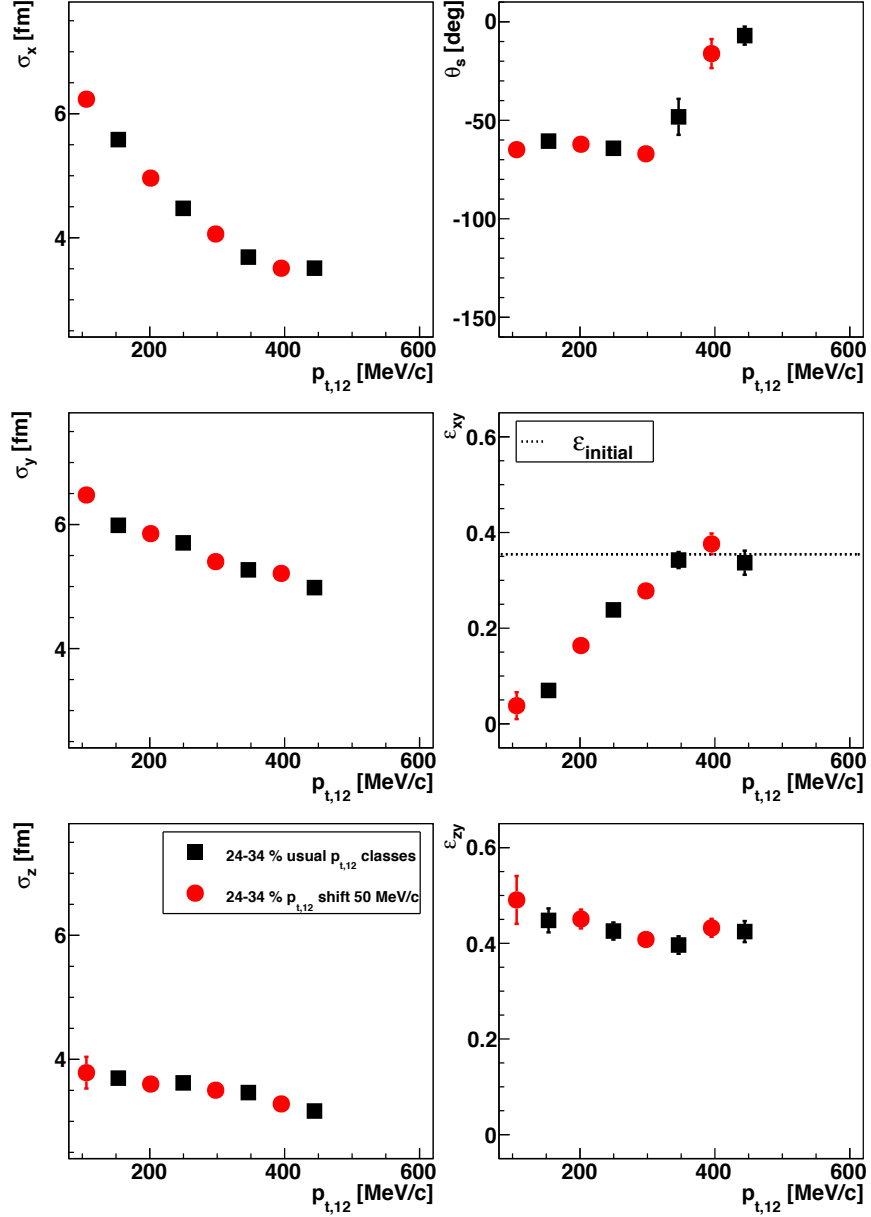 σx [fm]
6
4
200 400 600
pt,12 [MeV/c]
θs [deg]
0
-50
-100
-150
200 400 600
pt,12 [MeV/c]
σy [fm]
6
4
200 400 600
pt,12 [MeV/c]
εxy
0.6
0.4
0.2
0
εinitial
200 400 600
pt,12 [MeV/c]
σz [fm]
6
4
24-34 % usual pt,12 classes
24-34 % pt,12 shift 50 MeV/c
200 400 600
pt,12 [MeV/c]
εzy
0.6
0.4
0.2
0
200 400 600
pt,12 [MeV/c]